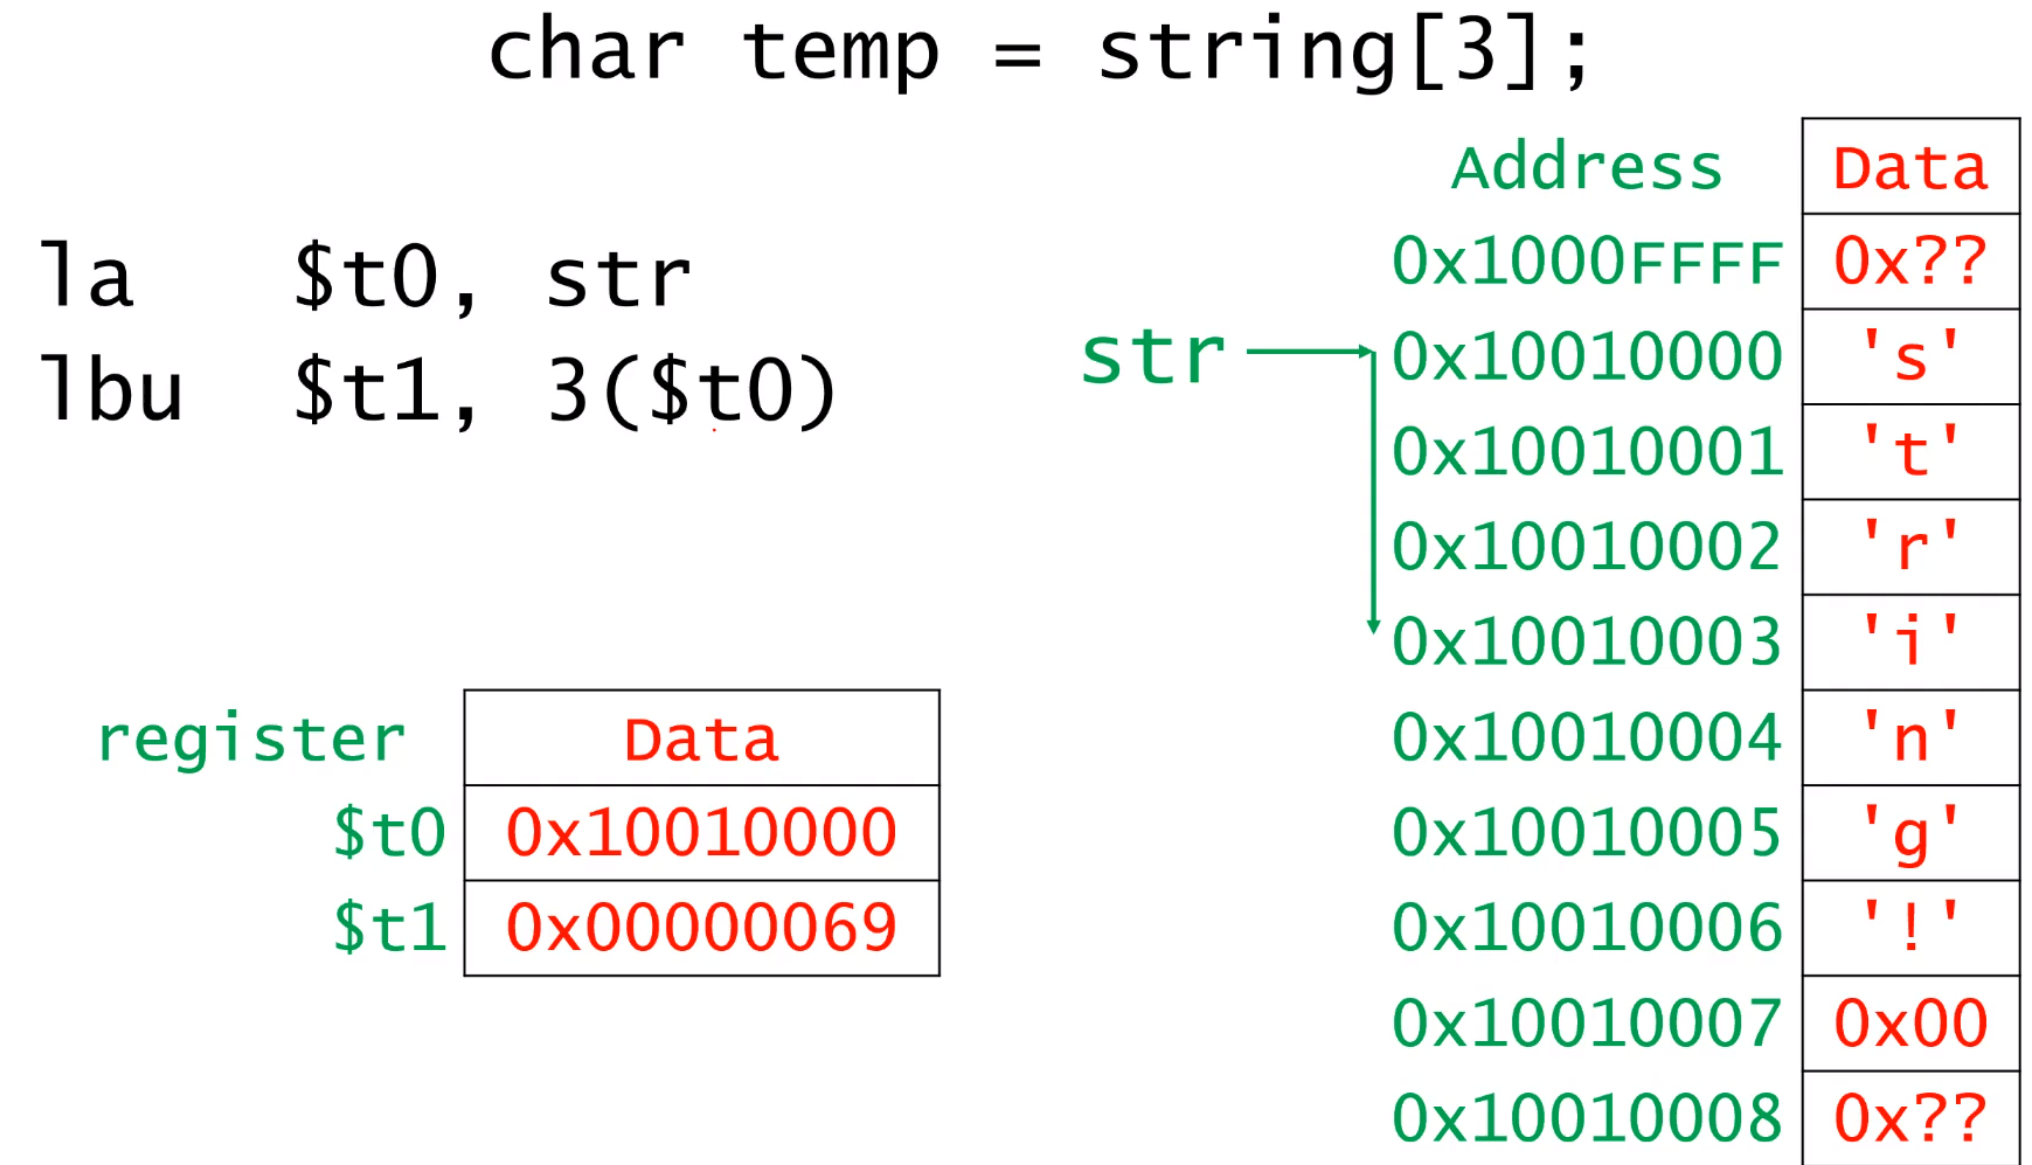 char temp = string[3];
la $t0, str
lbu $t1, 3($t0)
register Data
$t0 0x10010000
$t1 0x00000069
str
Address Data
0x1000FFFF 0x??
0x10010000 's'
0x10010001 't'
0x10010002 'r'
0x10010003 'i'
0x10010004 'n'
0x10010005 'g'
0x10010006 '!'
0x10010007 0x00
0x10010008 0x??